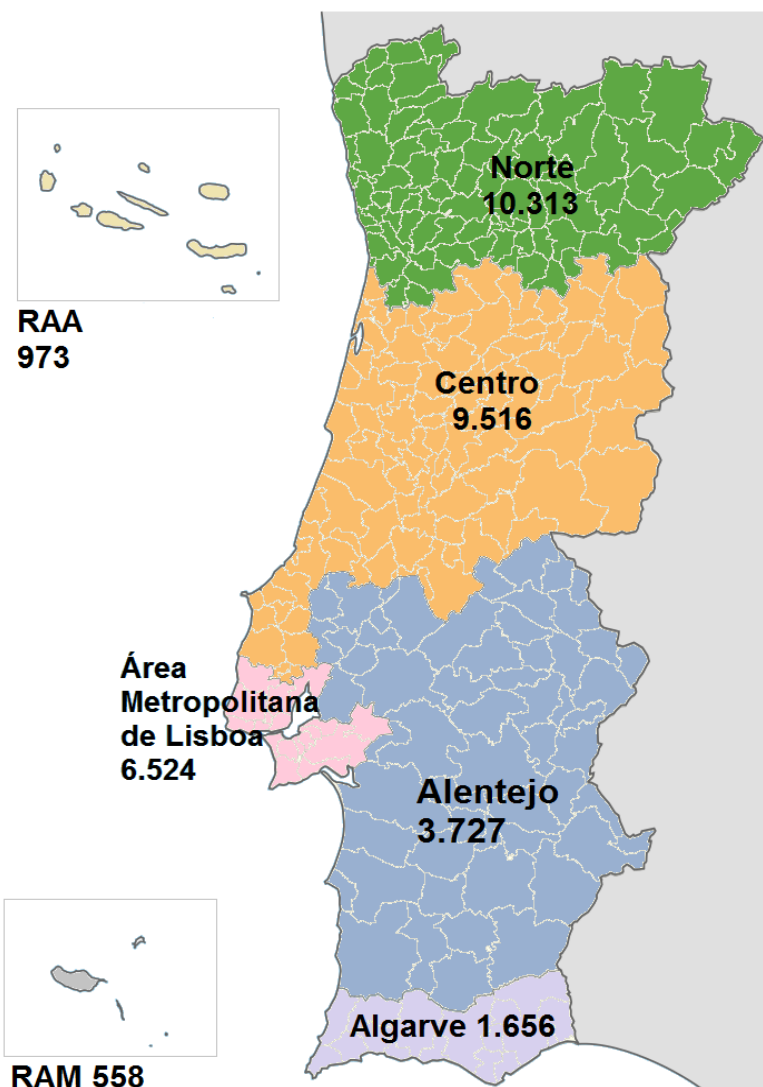 Norte
10.313
RAA
973
Centro
9.516
Área
Metropolitana
de Lisboa
6.524
Alentejo
3.727
Algarve 1.656
RAM 558